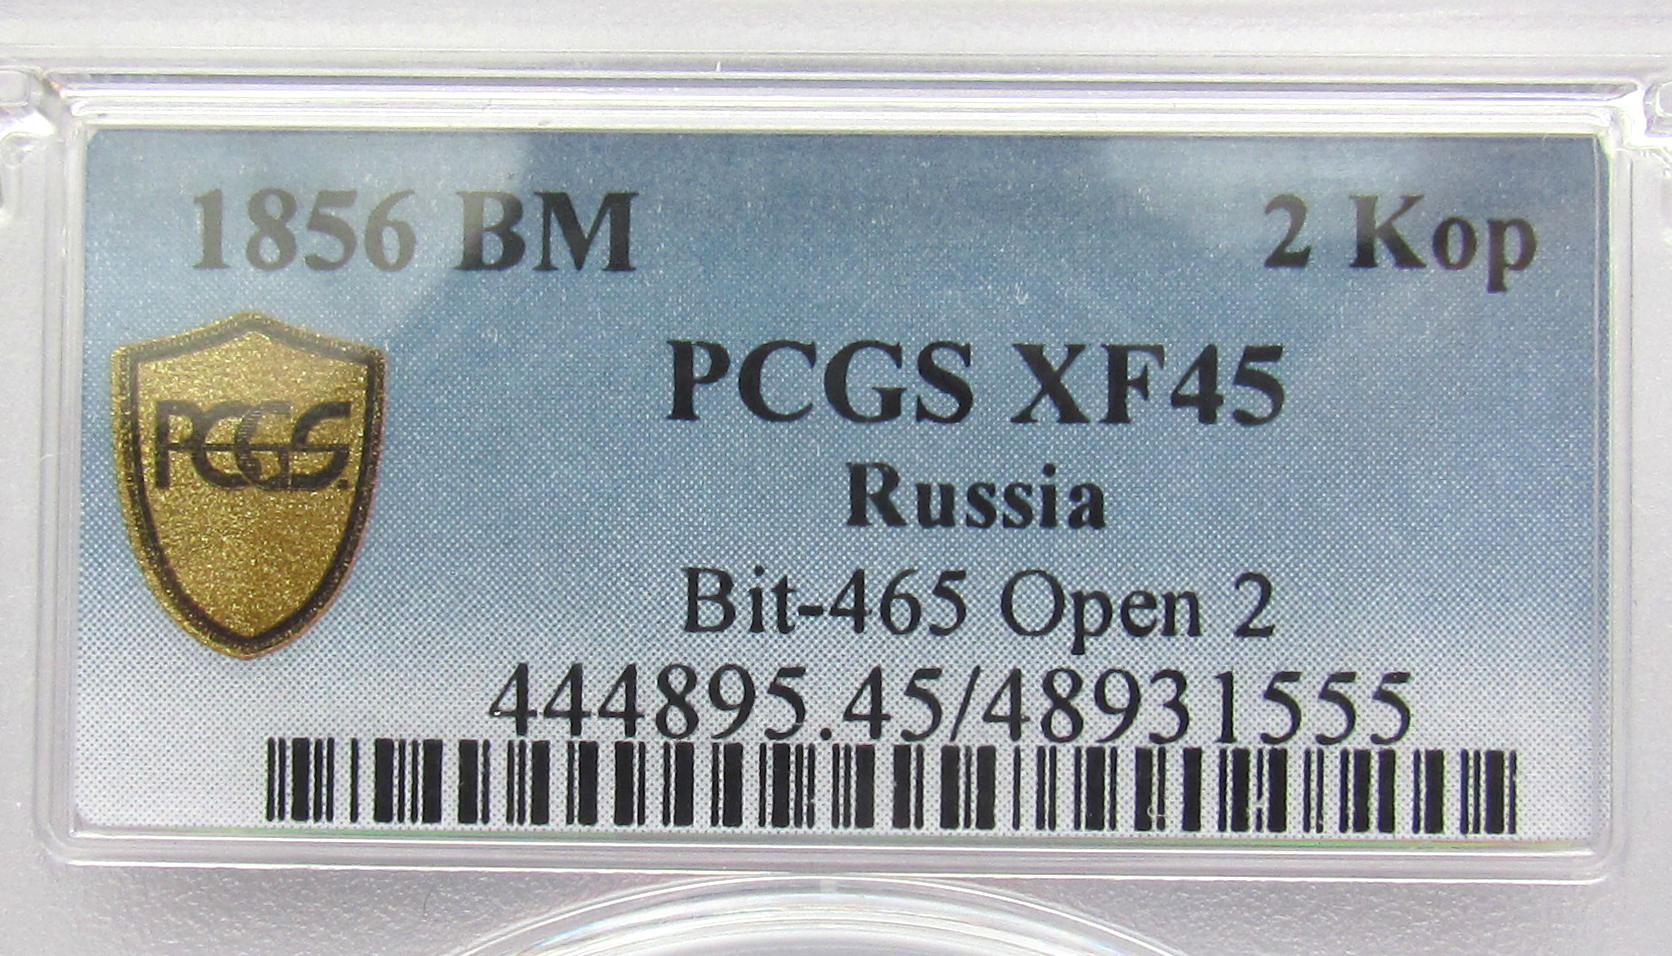 1856 BM 2 Kop
PCGS XF45
PCGS.
Russia
Bit-465 Open 2
444895.45/48931555